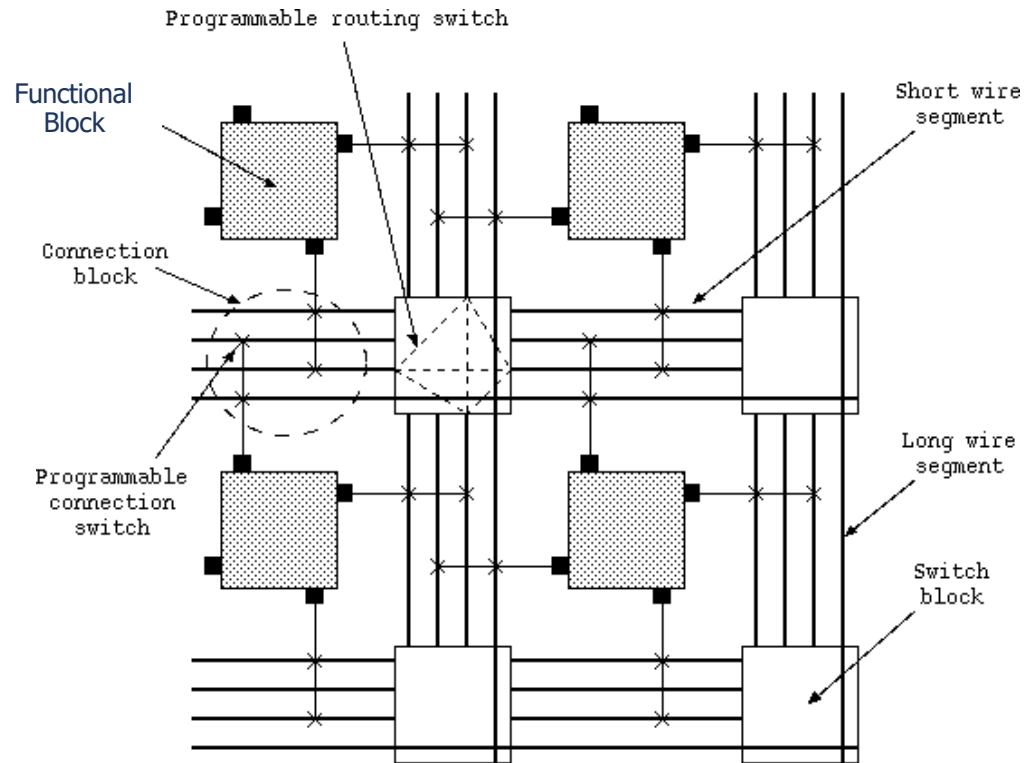 Programmable routing switch
Functional
Block
Short wire
segment
Connection
block
Programmable
connection
switch
Long wire
segment
Switch
block